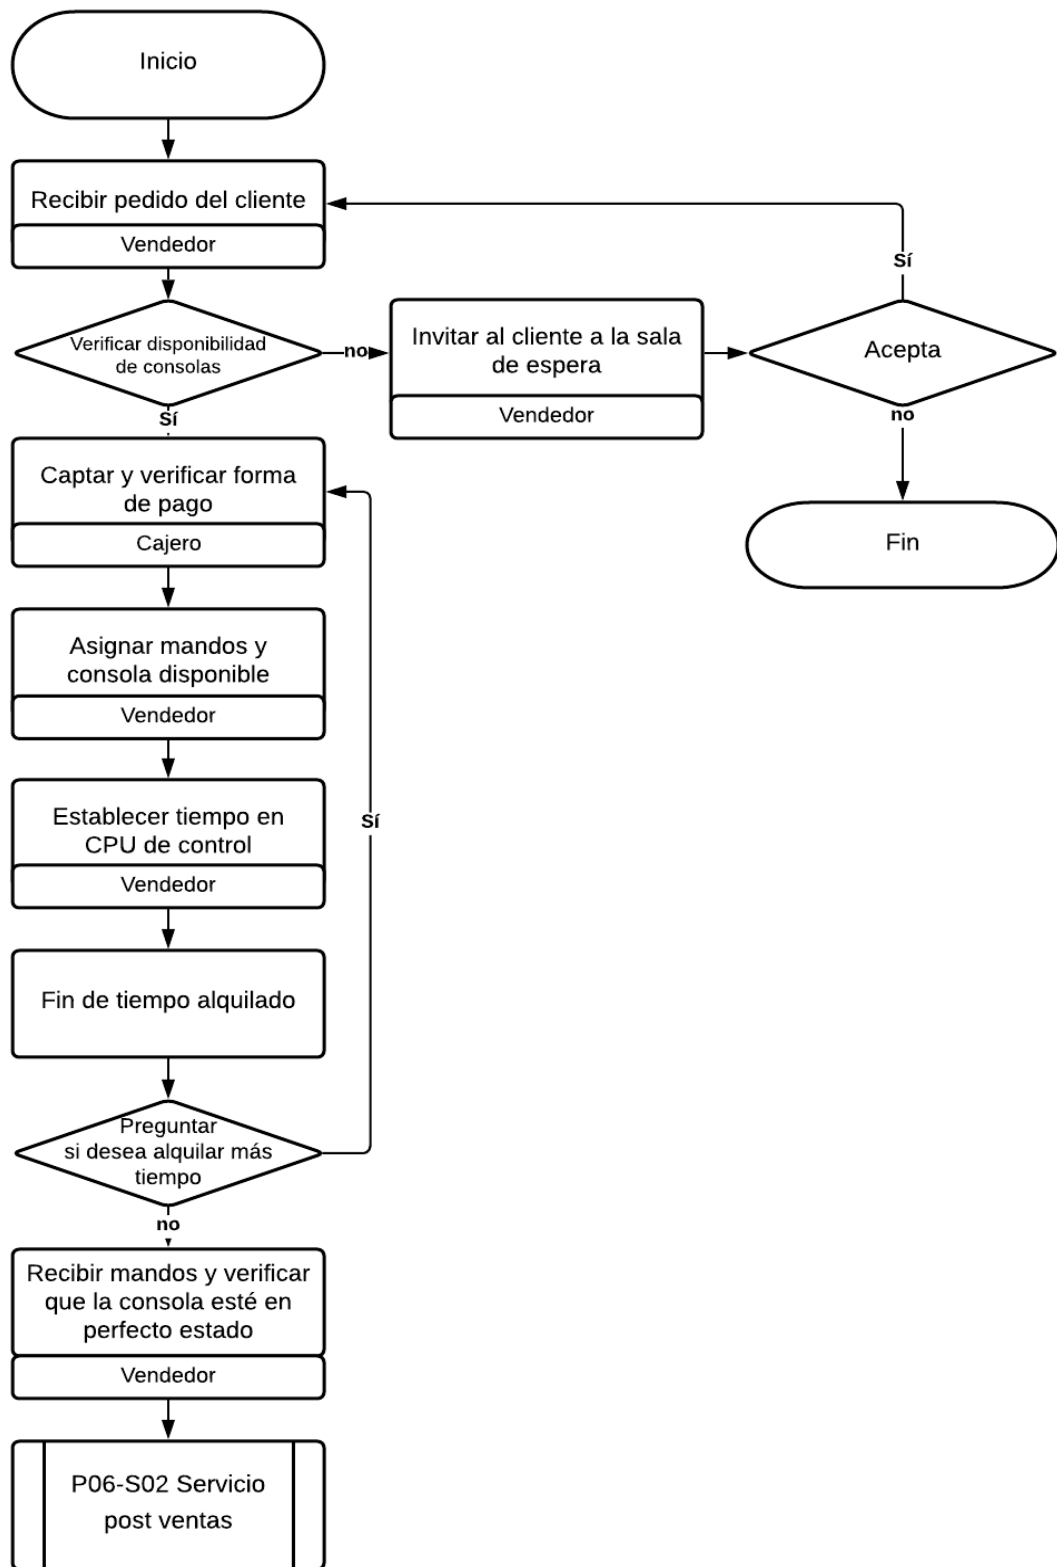 Inicio
Recibir pedido del cliente
Vendedor
Verificar disponibilidad
de consolas
no
Invitar al cliente a la sala
de espera
Vendedor
Sí
Acepta
no
Fin
Sí
Captar y verificar forma
de pago
Cajero
Asignar mandos y
consola disponible
Vendedor
Establecer tiempo en
CPU de control
Vendedor
Sí
Fin de tiempo alquilado
Preguntar
si desea alquilar más
tiempo
no
Recibir mandos y verificar
que la consola esté en
perfecto estado
Vendedor
P06-S02 Servicio
post ventas